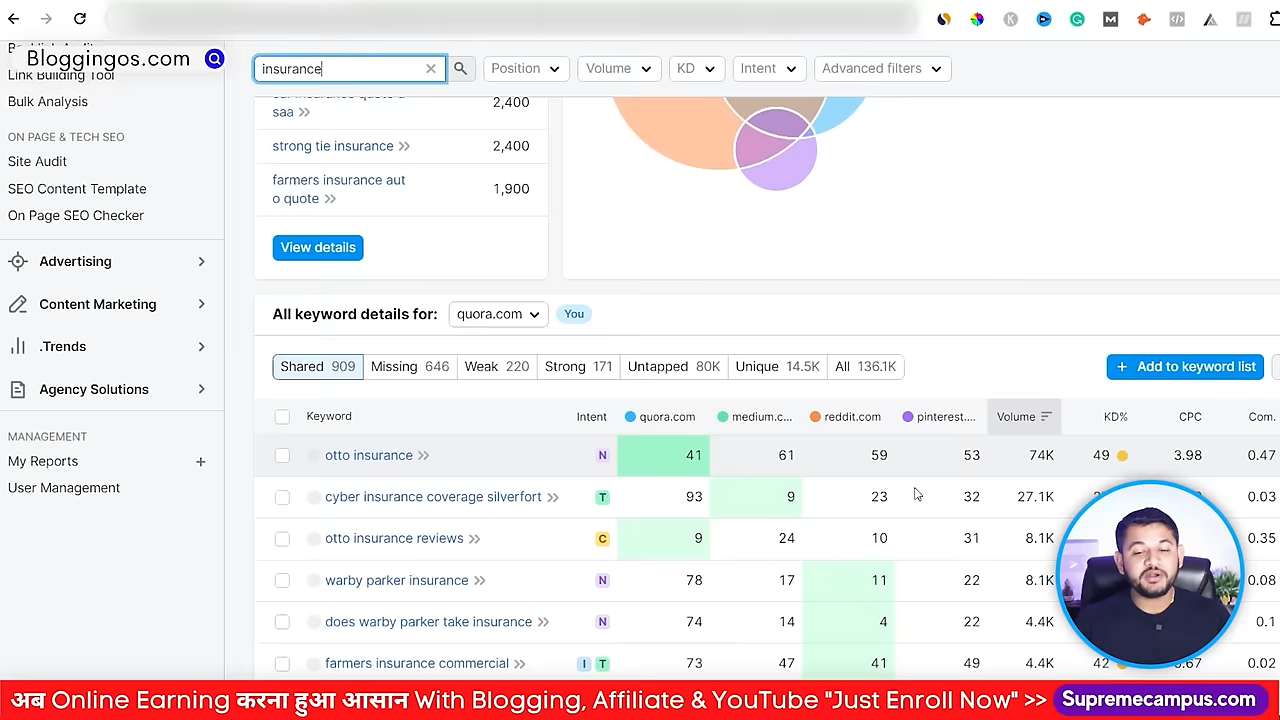 Backlink Audit
Bloggingos.com
Link Building Tool
Bulk Analysis
ON PAGE & TECH SEO
Site Audit
SEO Content Template
On Page SEO Checker
Advertising
Content Marketing
.Trends
Agency Solutions
MANAGEMENT
My Reports +
User Management
insurance
Position
Volume
KD
Intent
Advanced filters
2,400
saa >>
strong tie insurance >> 2,400
farmers insurance aut
o quote >> 1,900
View details
All keyword details for: quora.com You
Shared 909 Missing 646 Weak 220 Strong 171 Untapped 80K Unique 14.5K All 136.1K
+ Add to keyword list
Keyword Intent quora.com medium.c... reddit.com pinterest.... Volume KD% CPC Com.
otto insurance >> N 41 61 59 53 74K 49 3.98 0.47
cyber insurance coverage silverfort >> T 93 9 23 32 27.1K 0.03
otto insurance reviews >> C 9 24 10 31 8.1K 0.35
warby parker insurance >> N 78 17 11 22 8.1K 0.08
does warby parker take insurance >> N 74 14 4 22 4.4K 0.1
farmers insurance commercial >> I T 73 47 41 49 4.4K 42 0.02
अब Online Earning करना हुआ आसान With Blogging, Affiliate & YouTube "Just Enroll Now" >> Supremecampus.com